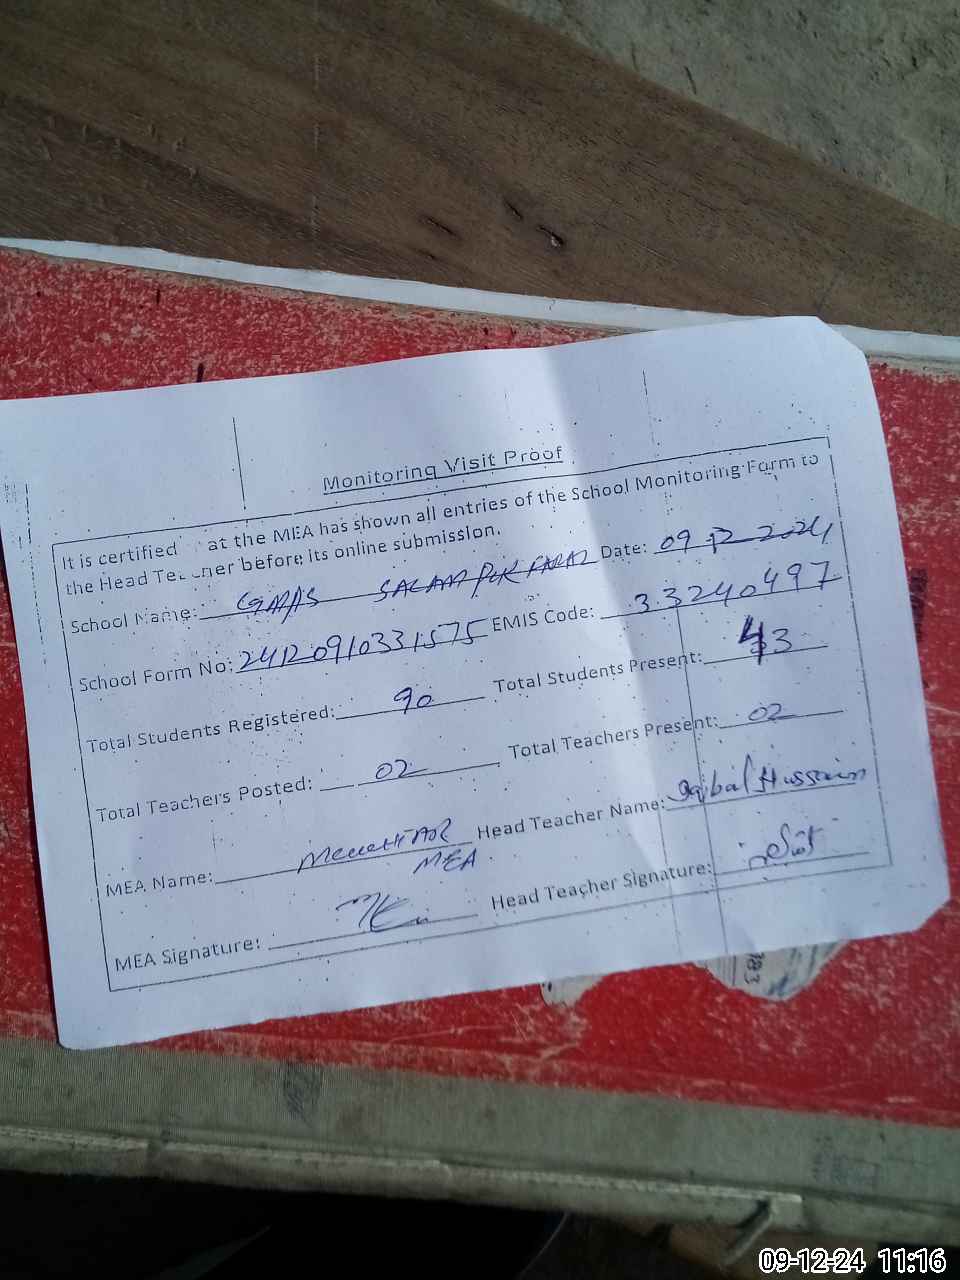 Monitoring Visit Proof
It is certified at the MEA has shown all entries of the School Monitoring Form to
the Head Teacher before its online submission.
School Name: Date: 09 12 2024
School Form No: 24120910331575 EMIS Code: 33240497
Total Students Registered: 90 Total Students Present: 43
Total Teachers Posted: 02 Total Teachers Present: 02
MEA Name: Head Teacher Name: Iqbal Hussain
MEA
MEA Signature: Head Teacher Signature:
09-12-24 11:16